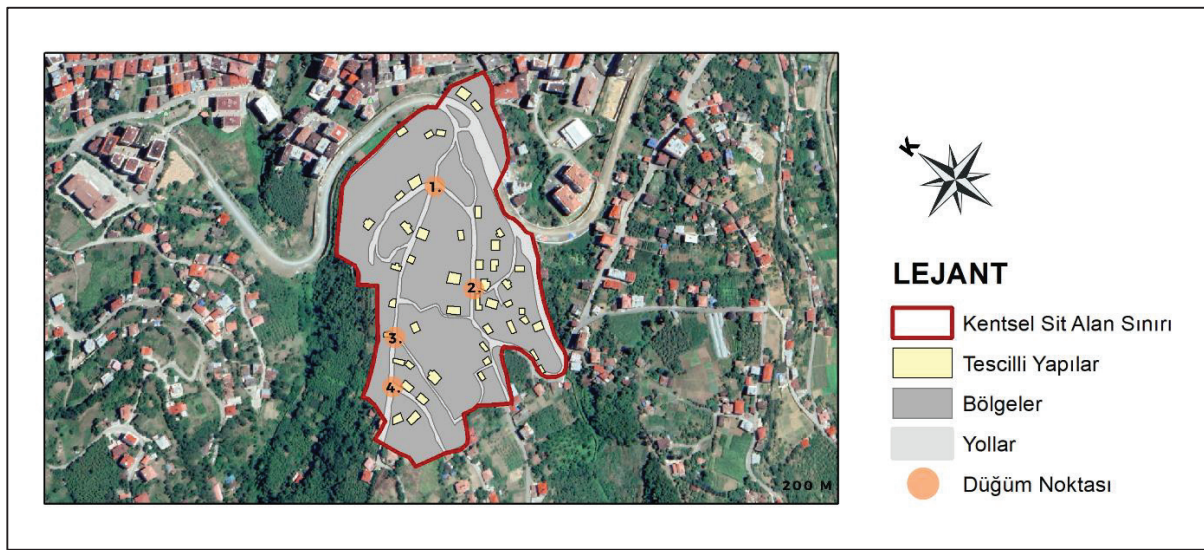 1.
2.
3.
4.
200 M
K
LEJANT
Kentsel Sit Alan Sınırı
Tescilli Yapılar
Bölgeler
Yollar
Düğüm Noktası